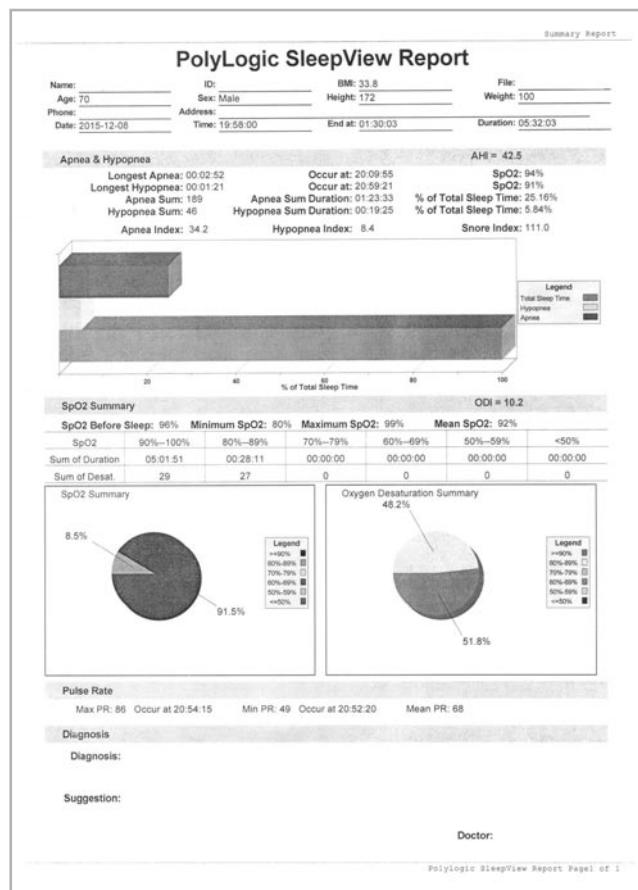 Summary Report
PolyLogic SleepView Report
Name: ID: BMI: 33.8 File:
Age: 70 Sex: Male Height: 172 Weight: 100
Phone: Address:
Date: 2015-12-08 Time: 19:58:00 End at: 01:30:03 Duration: 05:32:03
Apnea & Hypopnea AHI = 42.5
Longest Apnea: 00:02:52 Occur at: 20:09:55 SpO2: 94%
Longest Hypopnea: 00:01:21 Occur at: 20:59:21 SpO2: 91%
Apnea Sum: 189 Apnea Sum Duration: 01:23:33 % of Total Sleep Time: 25.16%
Hypopnea Sum: 46 Hypopnea Sum Duration: 00:19:25 % of Total Sleep Time: 5.84%
Apnea Index: 34.2 Hypopnea Index: 8.4 Snore Index: 111.0
Legend
Total Sleep Time
Hypopnea
Apnea
20 40 60 80 100
% of Total Sleep Time
SpO2 Summary ODI = 10.2
SpO2 Before Sleep: 96% Minimum SpO2: 80% Maximum SpO2: 99% Mean SpO2: 92%
SpO2 90%--100% 80%--89% 70%--79% 60%--69% 50%--59% <50%
Sum of Duration 05:01:51 00:28:11 00:00:00 00:00:00 00:00:00 00:00:00
Sum of Desat. 29 27 0 0 0 0
SpO2 Summary
8.5%
91.5%
Legend
>=90%
80%-89%
70%-79%
60%-69%
50%-59%
<=50%
Oxygen Desaturation Summary
48.2%
51.8%
Legend
>=90%
80%-89%
70%-79%
60%-69%
50%-59%
<=50%
Pulse Rate
Max PR: 86 Occur at 20:54:15 Min PR: 49 Occur at 20:52:20 Mean PR: 68
Diagnosis
Diagnosis:
Suggestion:
Doctor:
Polylogic SleepView Report Page1 of 1